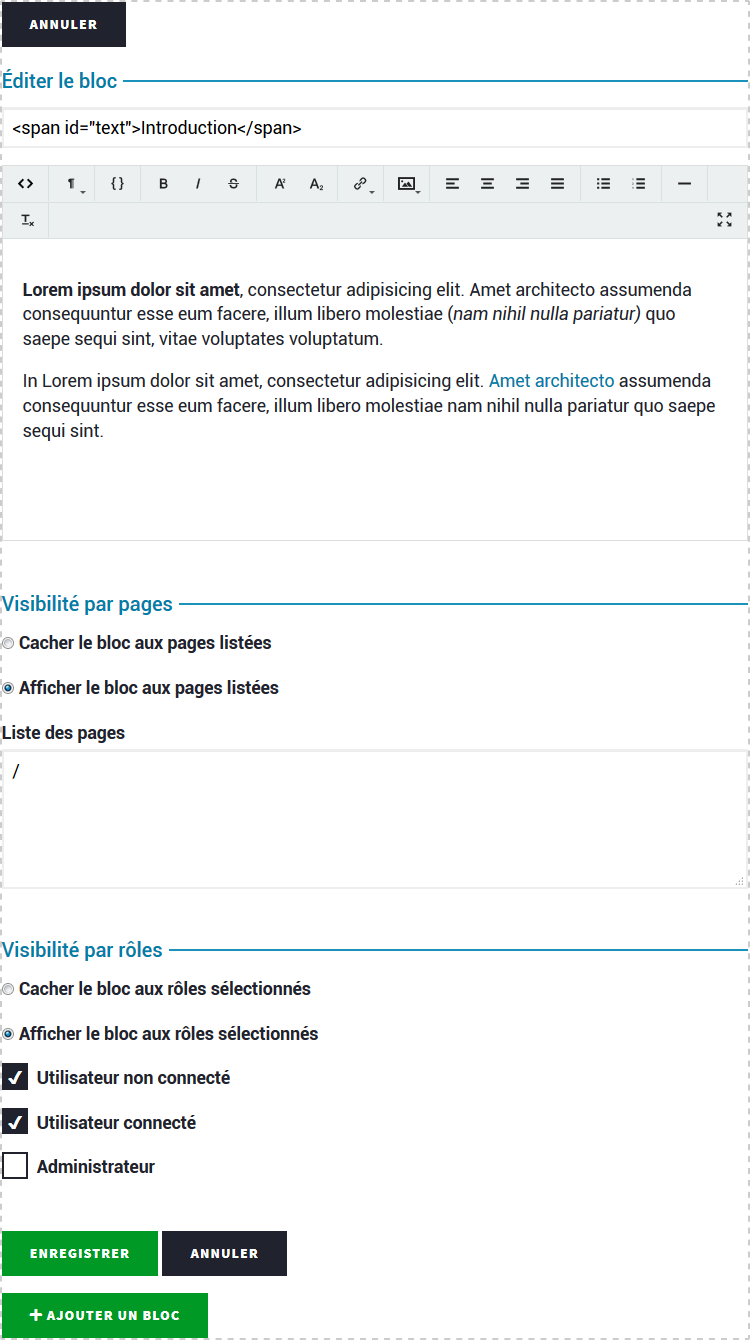 ANNULER
Éditer le bloc
<span id="text">Introduction</span>
Lorem ipsum dolor sit amet, consectetur adipisicing elit. Amet architecto assumenda
consequuntur esse eum facere, illum libero molestiae (nam nihil nulla pariatur) quo
saepe sequi sint, vitae voluptates voluptatum.
In Lorem ipsum dolor sit amet, consectetur adipisicing elit. Amet architecto assumenda
consequuntur esse eum facere, illum libero molestiae nam nihil nulla pariatur quo saepe
sequi sint.
Visibilité par pages
Cacher le bloc aux pages listées
Afficher le bloc aux pages listées
Liste des pages
/
Visibilité par rôles
Cacher le bloc aux rôles sélectionnés
Afficher le bloc aux rôles sélectionnés
Utilisateur non connecté
Utilisateur connecté
Administrateur
ENREGISTRER ANNULER
+ AJOUTER UN BLOC